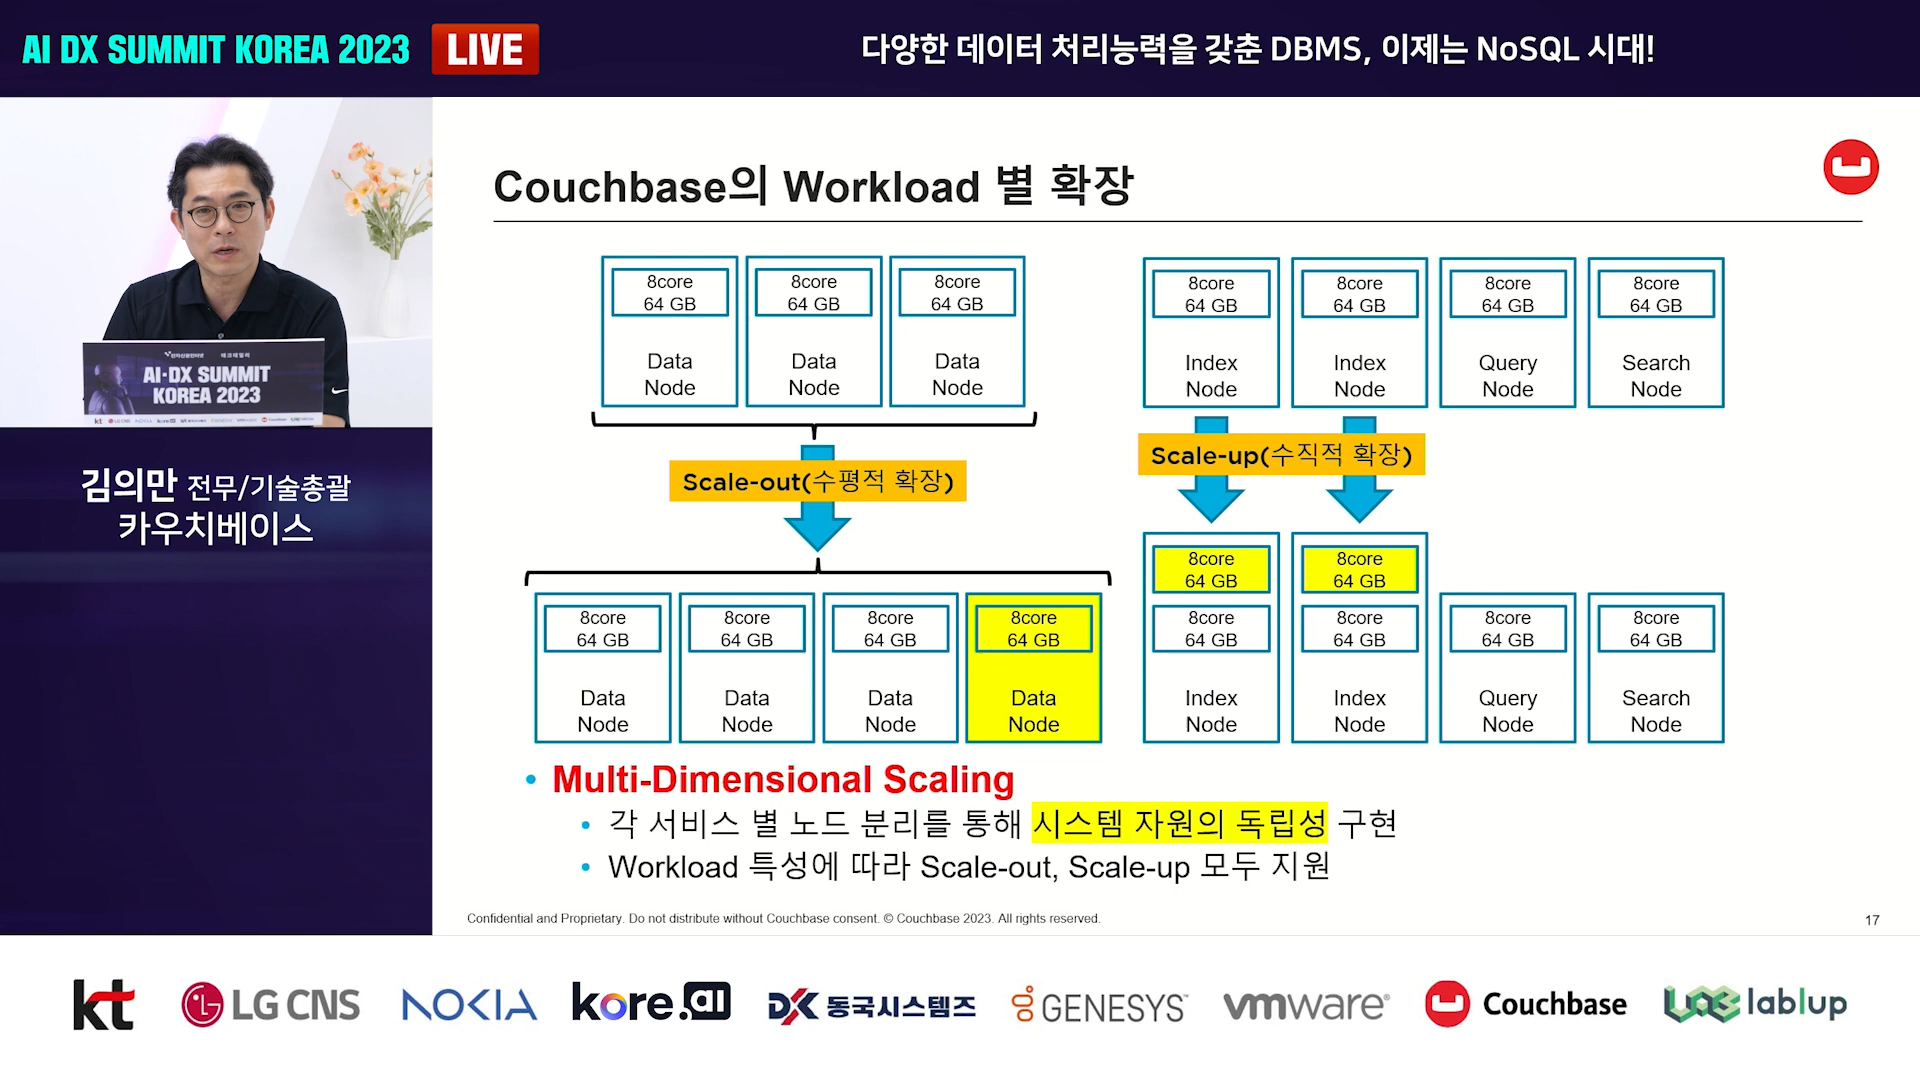 AI DX SUMMIT KOREA 2023
LIVE
다양한 데이터 처리능력을 갖춘 DBMS, 이제는 NoSQL 시대!
AI·DX SUMMIT
KOREA 2023
김의만 전무/기술총괄
카우치베이스
Couchbase의 Workload 별 확장
8core
64 GB
Data
Node
8core
64 GB
Data
Node
8core
64 GB
Data
Node
8core
64 GB
Index
Node
8core
64 GB
Index
Node
8core
64 GB
Query
Node
8core
64 GB
Search
Node
Scale-out(수평적 확장)
Scale-up(수직적 확장)
8core
64 GB
Data
Node
8core
64 GB
Data
Node
8core
64 GB
Data
Node
8core
64 GB
Data
Node
8core
64 GB
8core
64 GB
Index
Node
8core
64 GB
8core
64 GB
Index
Node
8core
64 GB
Query
Node
8core
64 GB
Search
Node
• Multi-Dimensional Scaling
• 각 서비스 별 노드 분리를 통해 시스템 자원의 독립성 구현
• Workload 특성에 따라 Scale-out, Scale-up 모두 지원
Confidential and Proprietary. Do not distribute without Couchbase consent. © Couchbase 2023. All rights reserved.
17
kt
LG CNS
NOKIA
kore.ai
DK 동국시스템즈
GENESYS™
vmware®
Couchbase
lablup